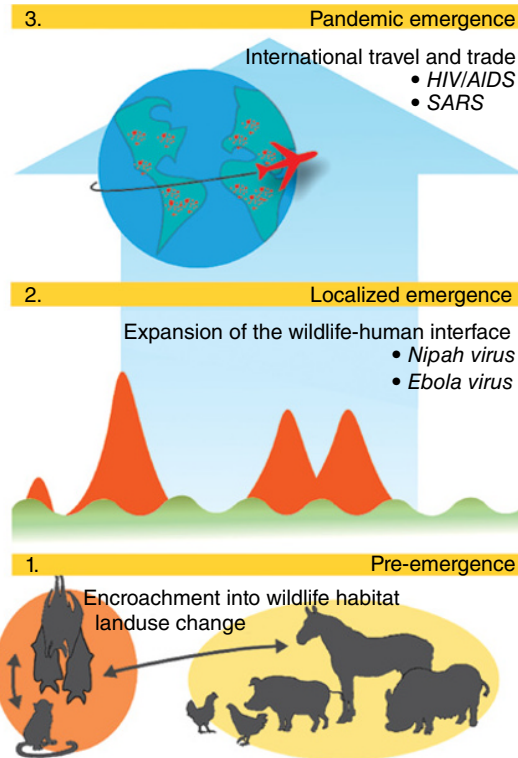 3. Pandemic emergence
International travel and trade
• HIV/AIDS
• SARS
2. Localized emergence
Expansion of the wildlife-human interface
• Nipah virus
• Ebola virus
1. Pre-emergence
Encroachment into wildlife habitat
landuse change